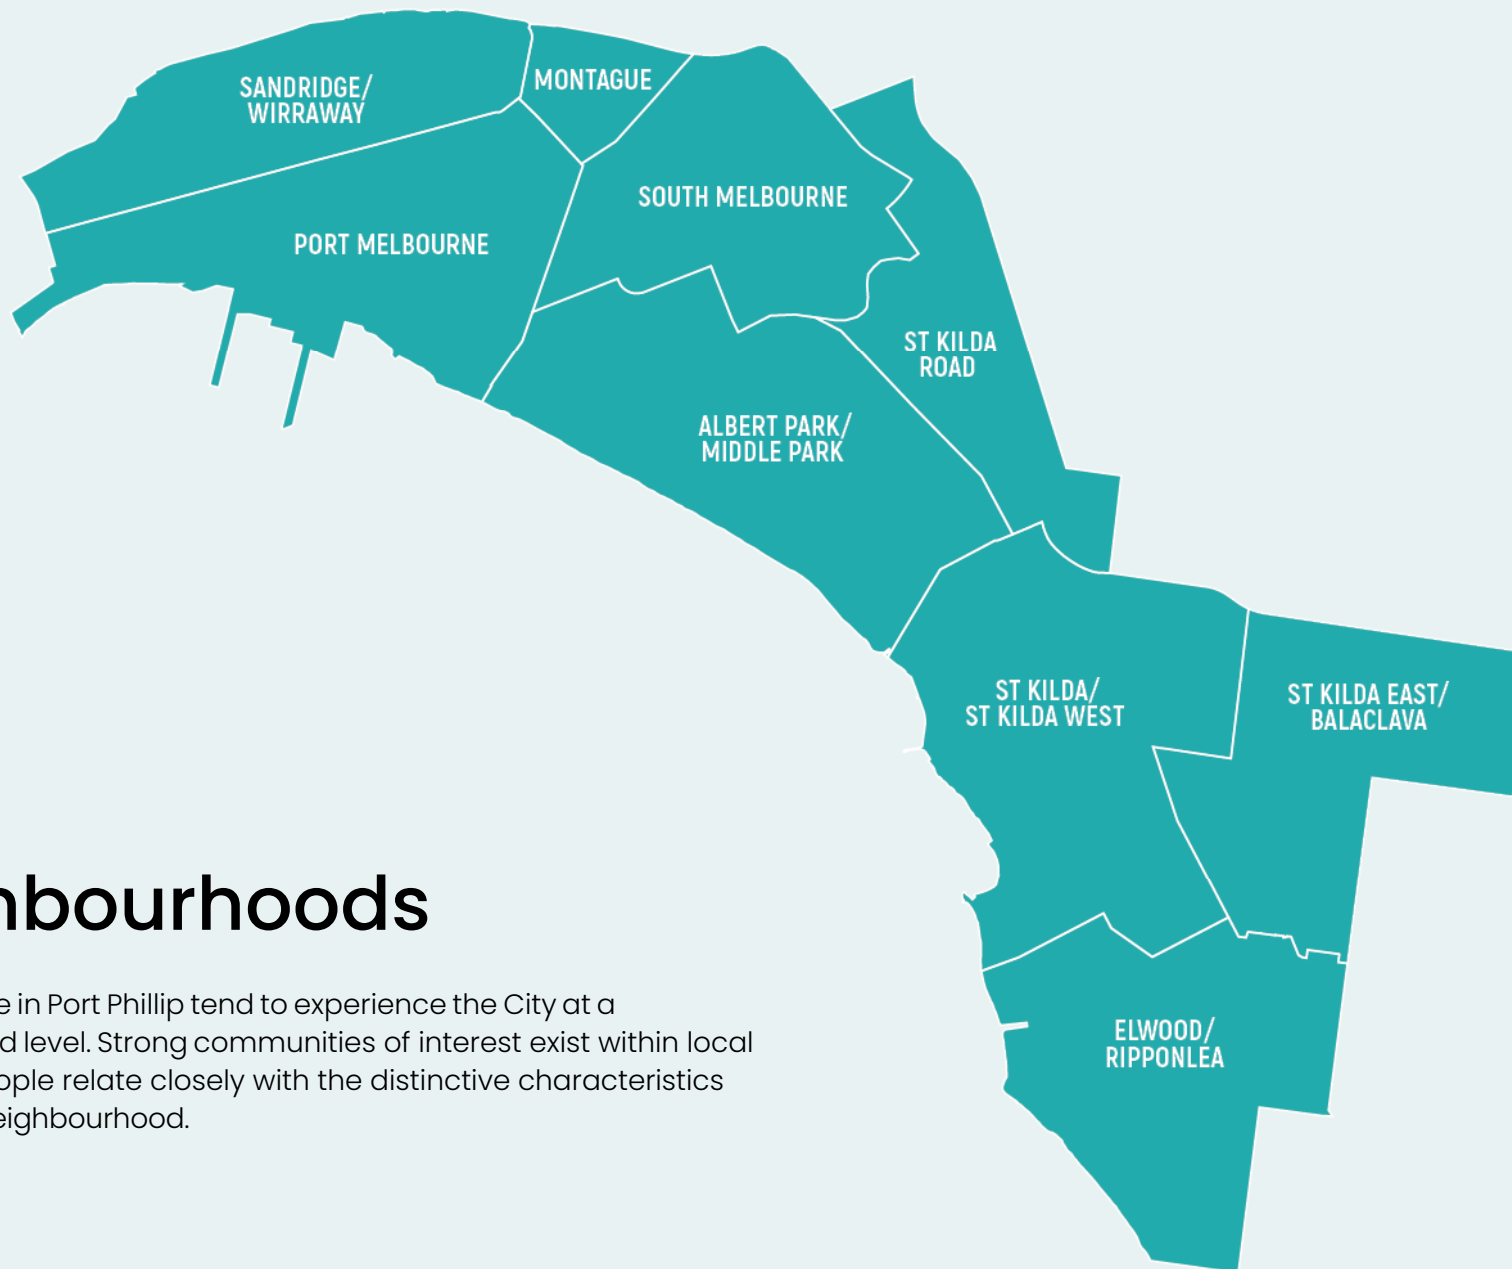 SANDRIDGE/
WIRRAWAY
MONTAGUE
SOUTH MELBOURNE
PORT MELBOURNE
ST KILDA
ROAD
ALBERT PARK/
MIDDLE PARK
ST KILDA/
ST KILDA WEST
ST KILDA EAST/
BALACLAVA
ELWOOD/
RIPPONLEA
nbourhoods
e in Port Phillip tend to experience the City at a
d level. Strong communities of interest exist within local
ople relate closely with the distinctive characteristics
eighbourhood.